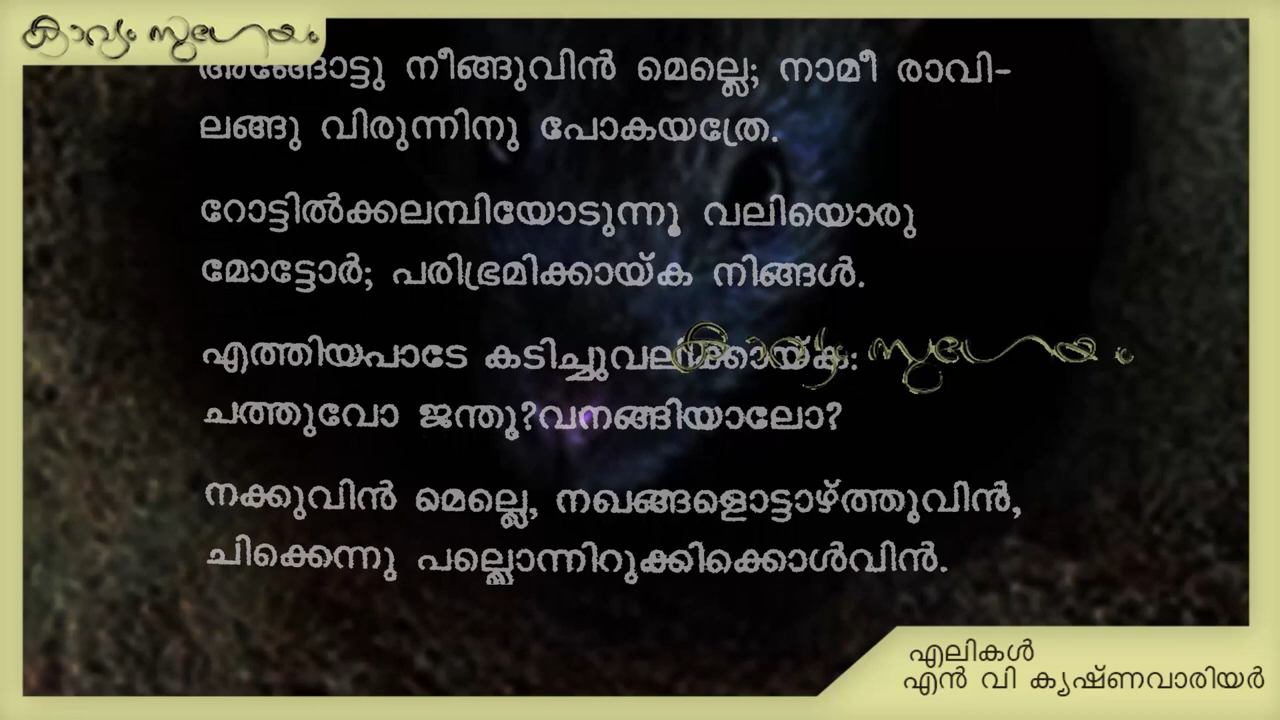 കാവ്യം സുഗേയം
അങ്ങോട്ടു നീങ്ങുവിൻ മെല്ലെ; നാമീ രാവി-
ലങ്ങു വിരുന്നിനു പോകയത്രേ.
റോട്ടിൽക്കലമ്പിയോടുന്നൂ വലിയൊരു
മോട്ടോർ; പരിഭ്രമിക്കായ്ക നിങ്ങൾ.
എത്തിയപാടേ കടിച്ചുവലിക്കായ്ക:
കാവ്യം സുഗേയം
ചത്തുവോ ജന്തു?വനങ്ങിയാലോ?
നക്കുവിൻ മെല്ലെ, നഖങ്ങളൊട്ടാഴ്ത്തുവിൻ,
ചിക്കെന്നു പല്ലൊന്നിറുക്കിക്കൊൾവിൻ.
എലികൾ
എൻ വി കൃഷ്ണവാരിയർ